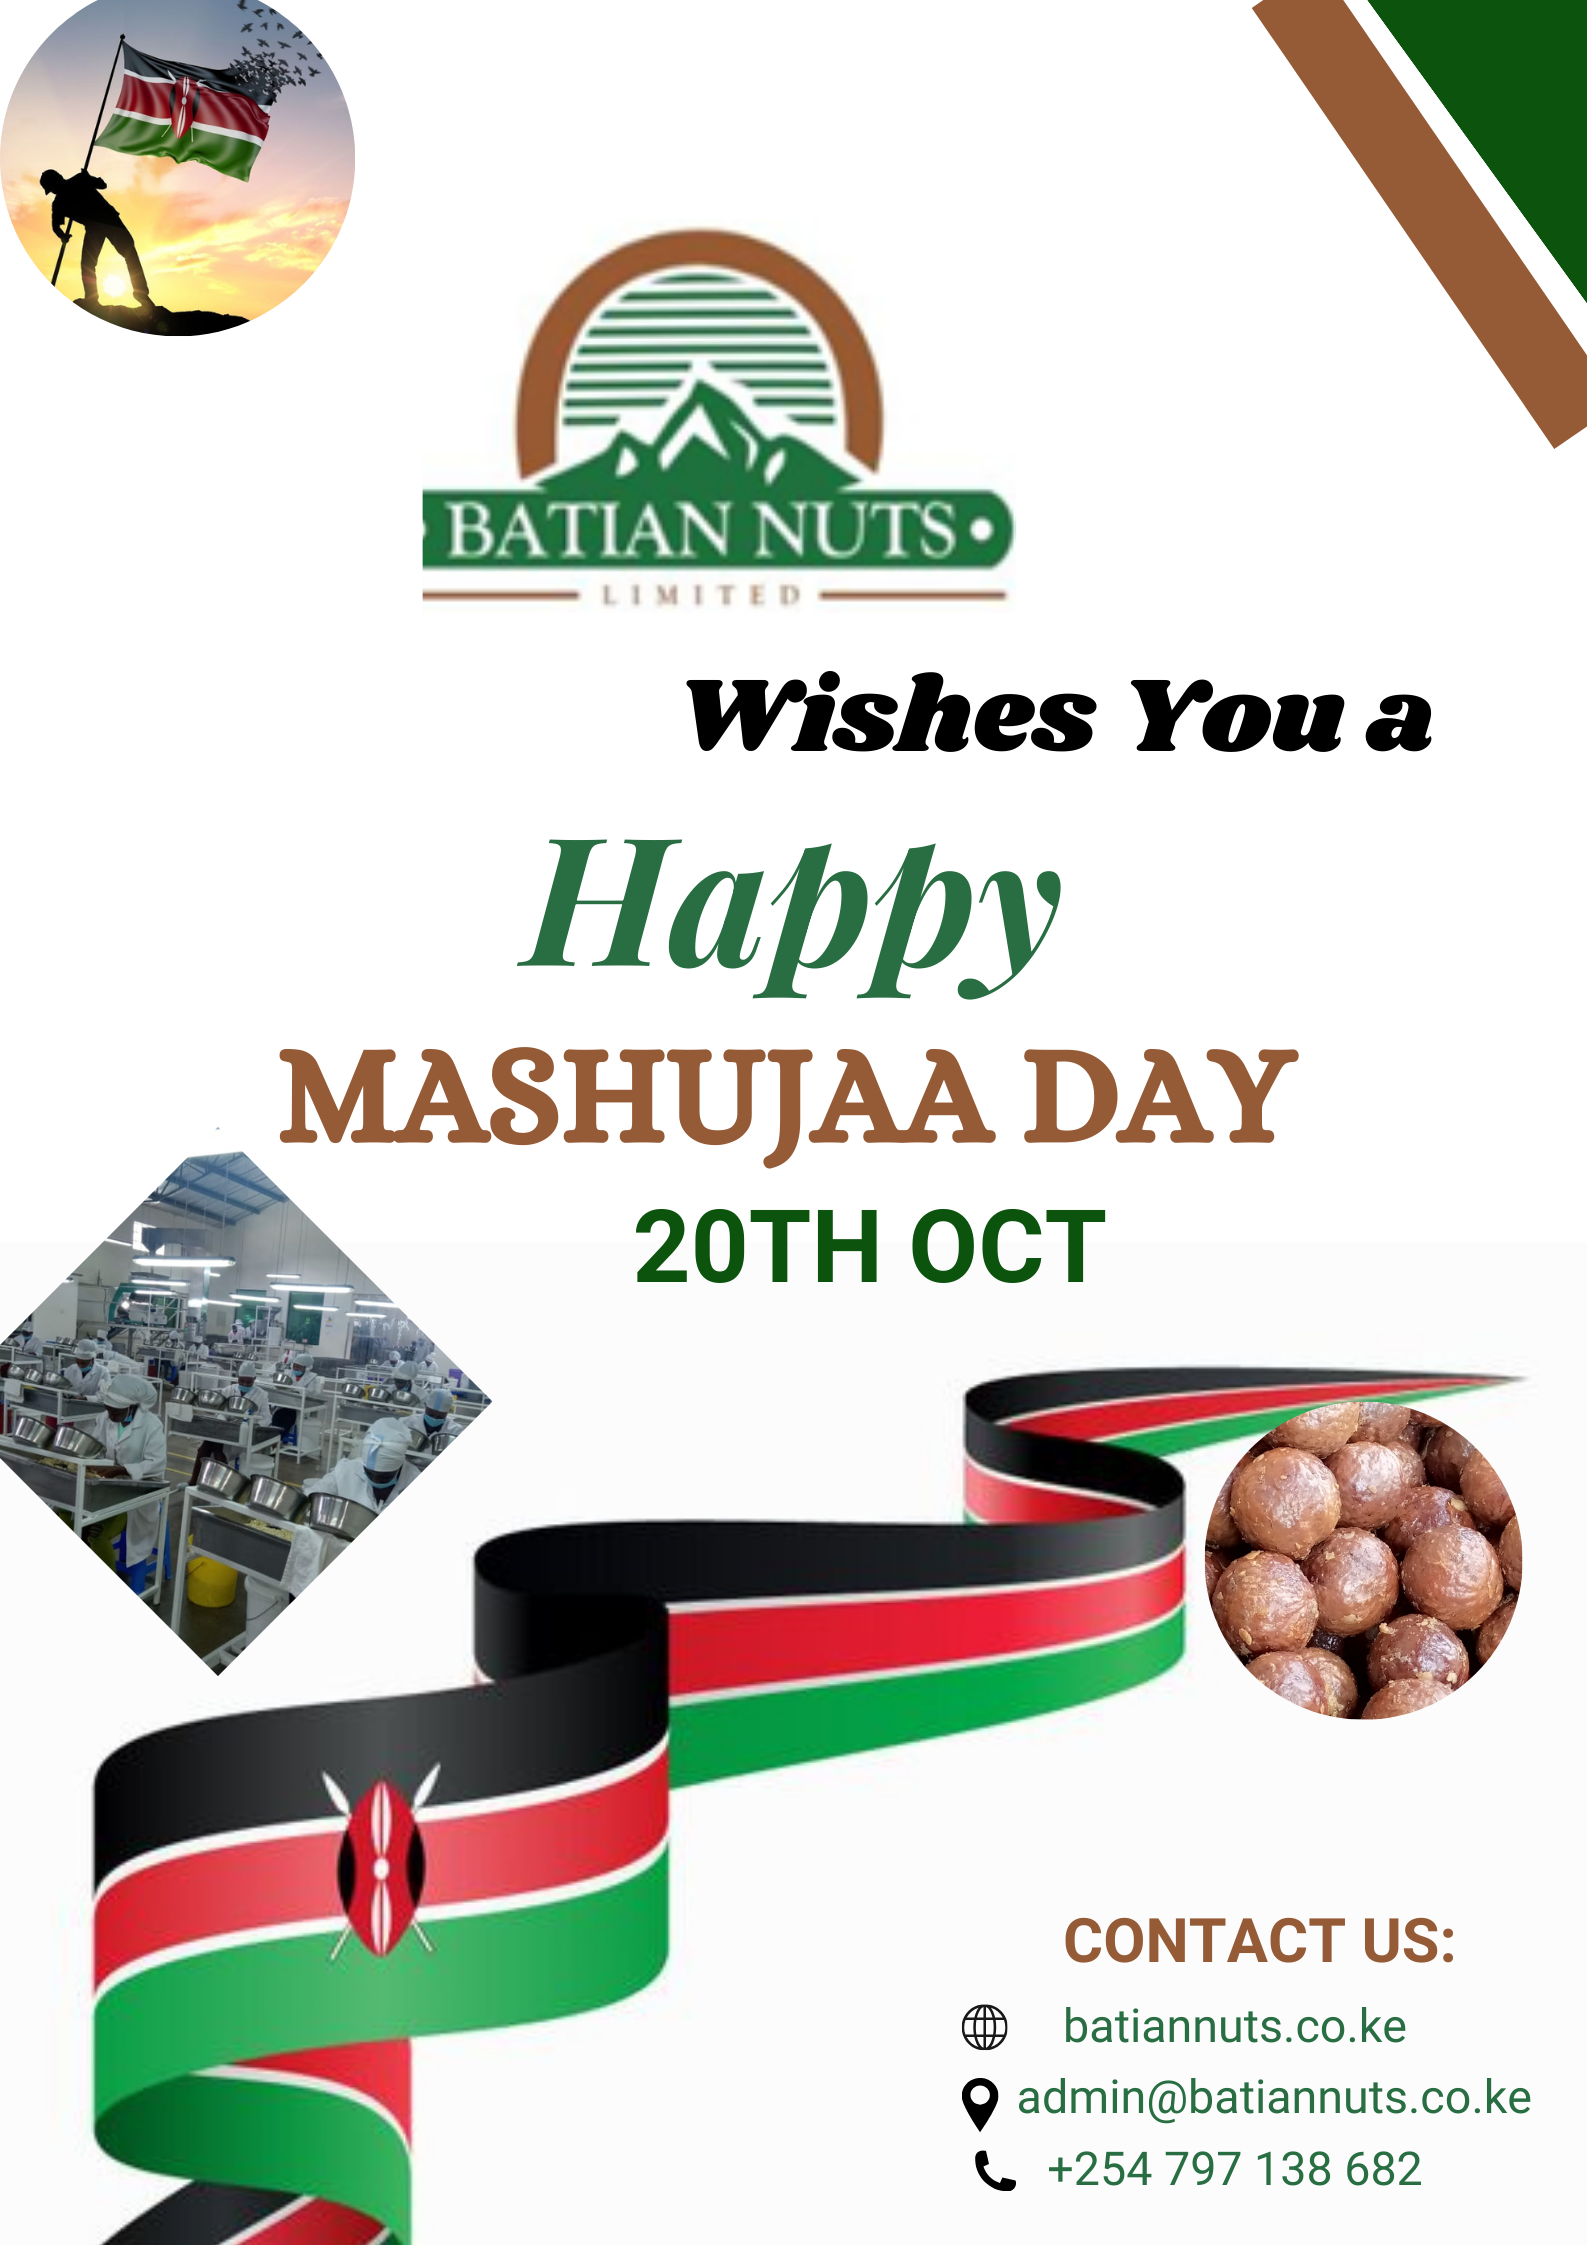 BATIAN NUTS
LIMITED
Wishes You a
Happy
MASHUJAA DAY
20TH OCT
CONTACT US:
batiannuts.co.ke
admin@batiannuts.co.ke
+254 797 138 682